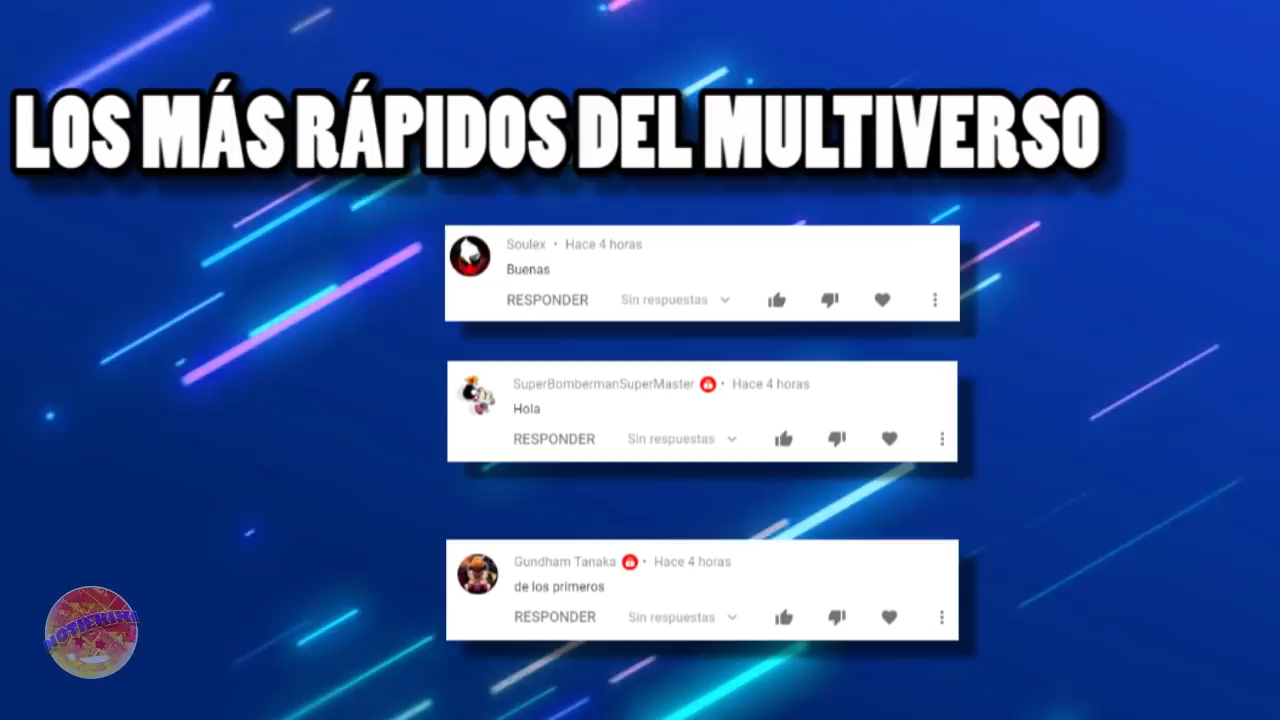 LOS MÁS RÁPIDOS DEL MULTIVERSO
Soulex • Hace 4 horas
Buenas
RESPONDER Sin respuestas
SuperBombermanSuperMaster • Hace 4 horas
Hola
RESPONDER Sin respuestas
Gundham Tanaka • Hace 4 horas
de los primeros
RESPONDER Sin respuestas